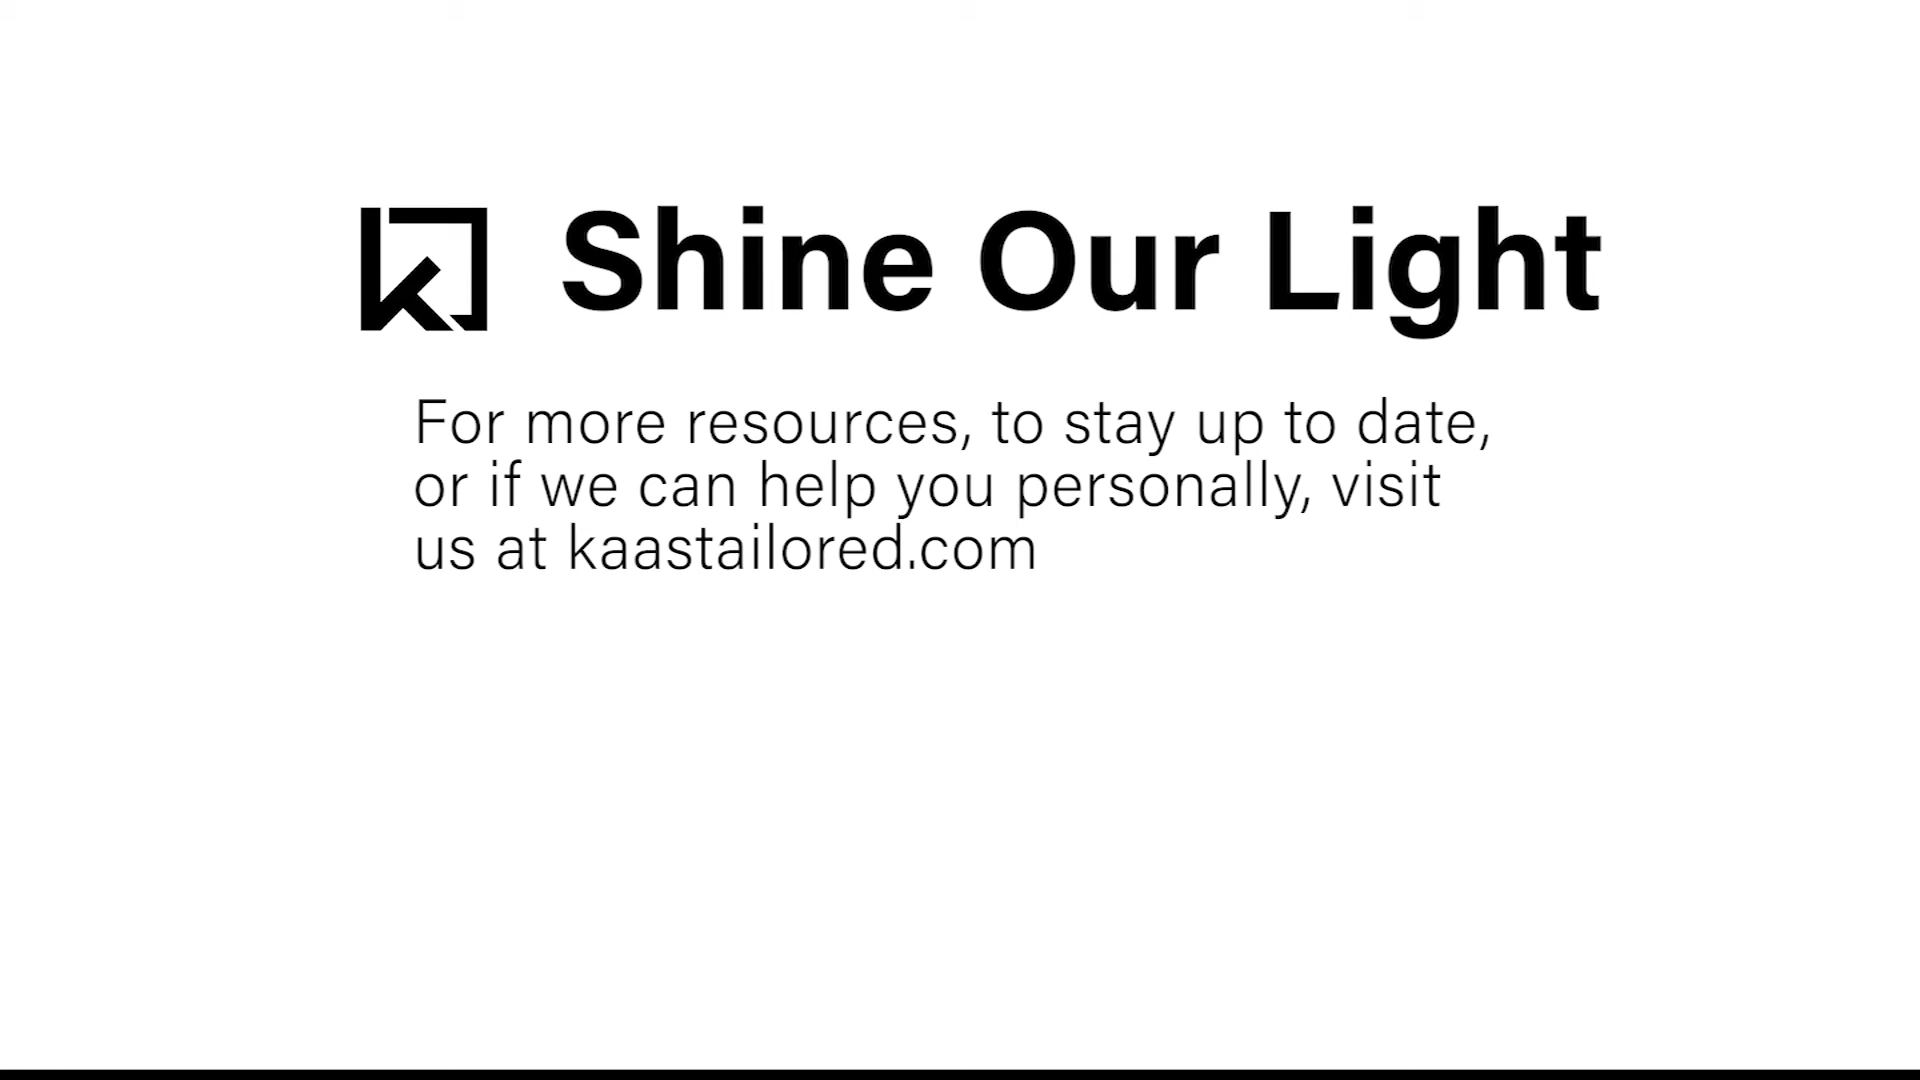 Shine Our Light
For more resources, to stay up to date,
or if we can help you personally, visit
us at kaastailored.com